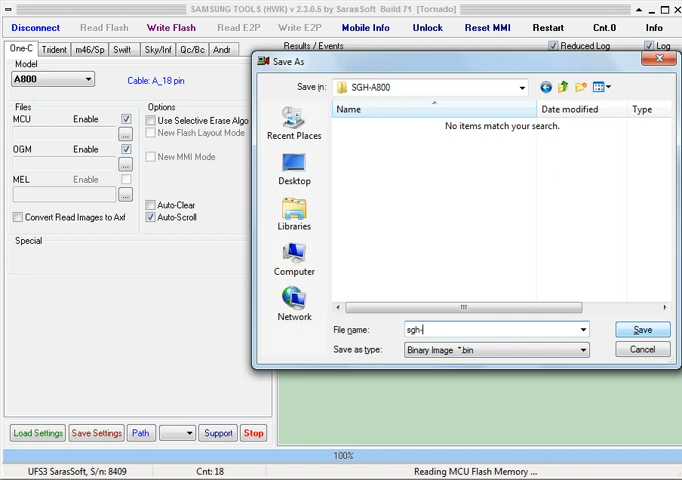 SAMSUNG TOOLS (HWK) v 2.3.0.5 by SarasSoft Build 71 [Tornado]
Disconnect Read Flash Write Flash Read E2P Write E2P Mobile Info Unlock Reset MMI Restart Cnt.0 Info
One-C Trident m46/Sp Swift Sky/Inf Qc/Bc Andr
Results / Events Reduced Log Log
Model
A800
Cable: A_18 pin
Files
MCU Enable
...
OGM Enable
...
MEL Enable
...
Convert Read Images to Axf
Options
Use Selective Erase Algo
New Flash Layout Mode
New MMI Mode
Auto-Clear
Auto-Scroll
Special
Save As
Save in: SGH-A800
Name Date modified Type
No items match your search.
Recent Places
Desktop
Libraries
Computer
Network
File name: sgh-
Save
Save as type: Binary Image *.bin
Cancel
Load Settings Save Settings Path Support Stop
100%
UFS3 SarasSoft, S/n: 8409 Cnt: 18 Reading MCU Flash Memory ...